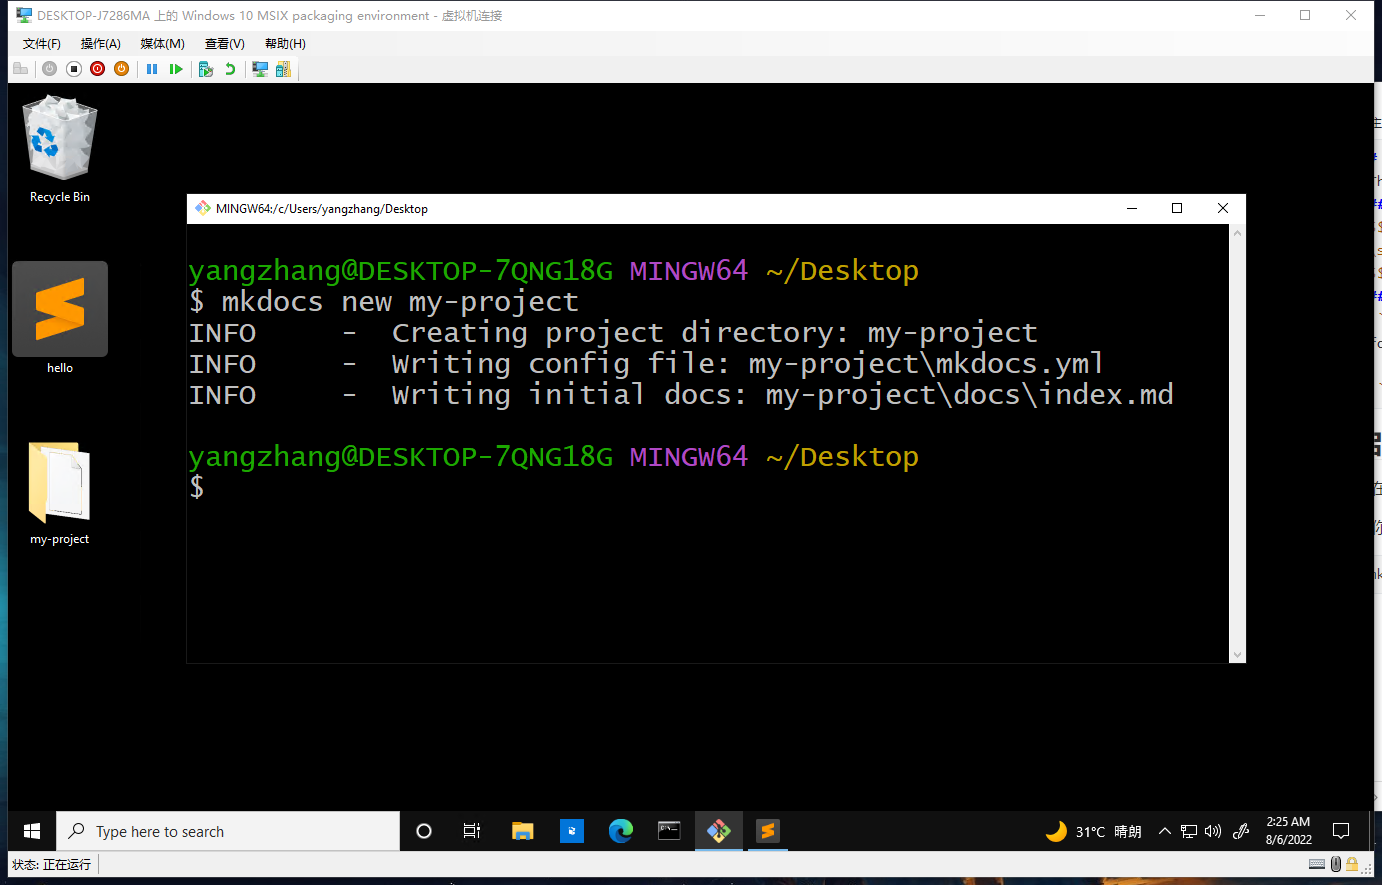 DESKTOP-J7286MA 上的 Windows 10 MSIX packaging environment - 虚拟机连接
文件(F) 操作(A) 媒体(M) 查看(V) 帮助(H)
Recycle Bin
hello
my-project
MINGW64:/c/Users/yangzhang/Desktop
yangzhang@DESKTOP-7QNG18G MINGW64 ~/Desktop
$ mkdocs new my-project
INFO - Creating project directory: my-project
INFO - Writing config file: my-project\mkdocs.yml
INFO - Writing initial docs: my-project\docs\index.md
yangzhang@DESKTOP-7QNG18G MINGW64 ~/Desktop
$
Type here to search
31°C 晴朗
2:25 AM
8/6/2022
状态: 正在运行